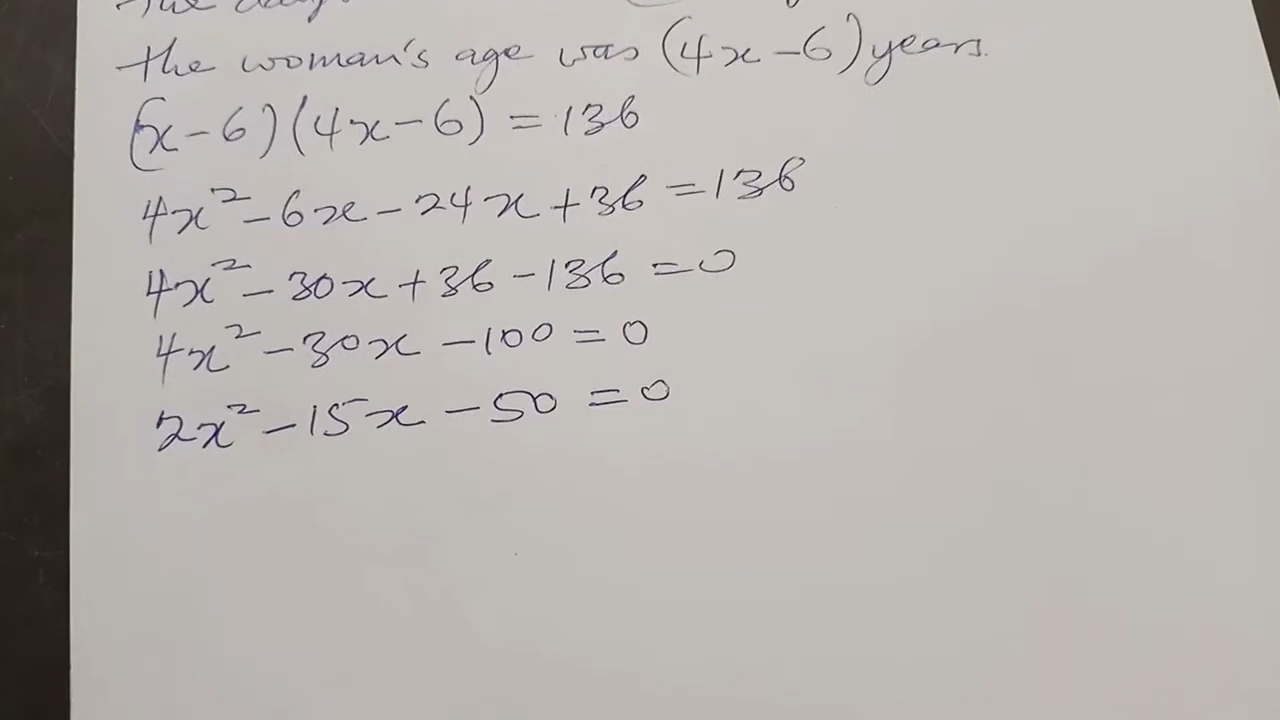 the woman's age was (4x-6) years.
(x-6)(4x-6) = 136
4x² - 6x - 24x + 36 = 136
4x² - 30x + 36 - 136 = 0
4x² - 30x - 100 = 0
2x² - 15x - 50 = 0